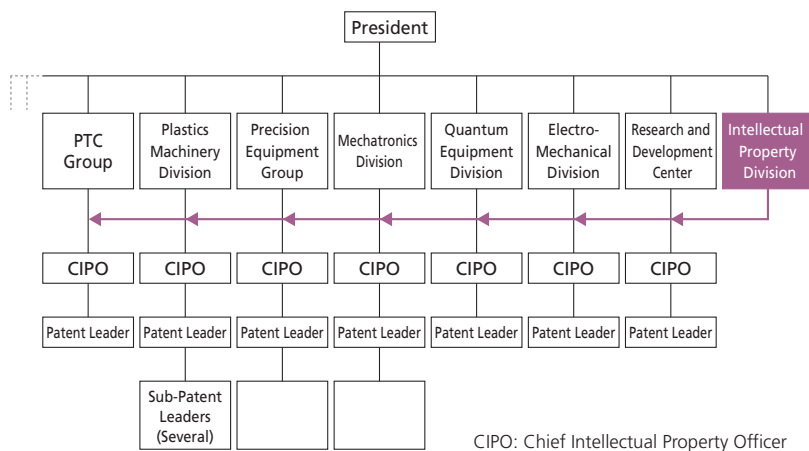 President
PTC
Group
Plastics
Machinery
Division
Precision
Equipment
Group
Mechatronics
Division
Quantum
Equipment
Division
Electro-
Mechanical
Division
Research and
Development
Center
Intellectual
Property
Division
CIPO
CIPO
CIPO
CIPO
CIPO
CIPO
CIPO
Patent Leader
Patent Leader
Patent Leader
Patent Leader
Patent Leader
Patent Leader
Patent Leader
Sub-Patent
Leaders
(Several)
CIPO: Chief Intellectual Property Officer